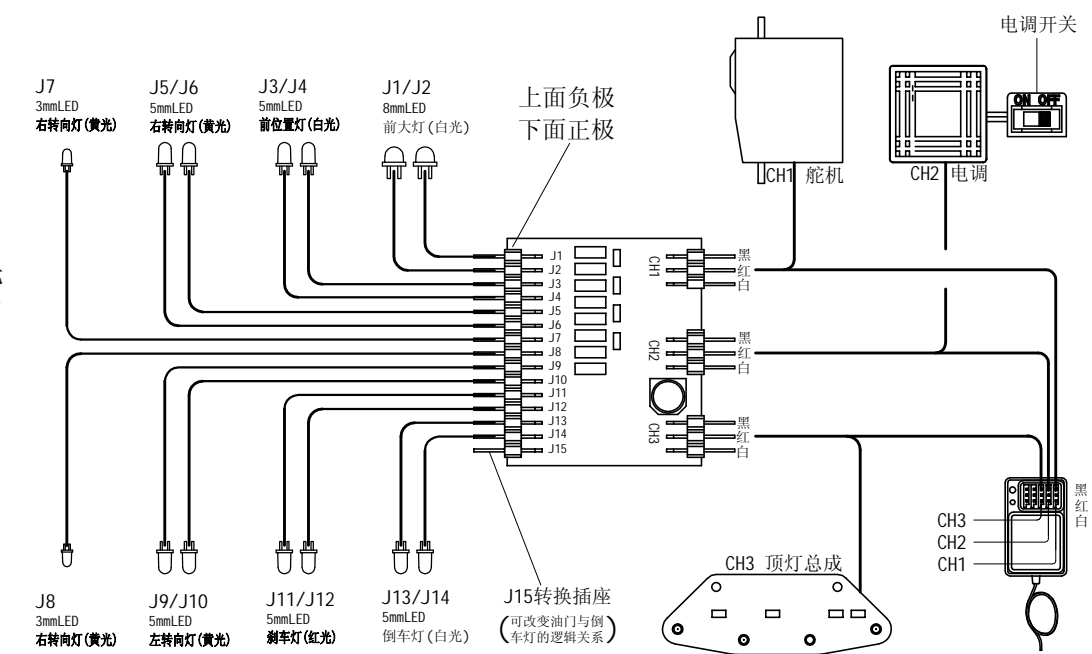 电调开关
ON OFF
J7
3mmLED
右转向灯(黄光)
J5/J6
5mmLED
右转向灯(黄光)
J3/J4
5mmLED
前位置灯(白光)
J1/J2
8mmLED
前大灯(白光)
上面负极
下面正极
CH1 舵机
CH2 电调
J1
J2
J3
J4
J5
J6
J7
J8
J9
J10
J11
J12
J13
J14
J15
CH1
黑
红
白
CH2
黑
红
白
CH3
黑
红
白
J8
3mmLED
右转向灯(黄光)
J9/J10
5mmLED
左转向灯(黄光)
J11/J12
5mmLED
刹车灯(红光)
J13/J14
5mmLED
倒车灯(白光)
J15转换插座
(可改变油门与倒
车灯的逻辑关系)
CH3 顶灯总成
CH3
CH2
CH1
黑
红
白